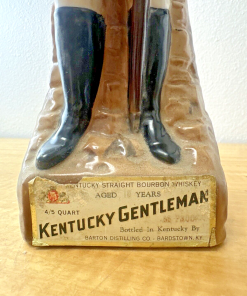 KENTUCKY STRAIGHT BOURBON WHISKEY
AGED YEARS
4/5 QUART
KENTUCKY GENTLEMAN
Bottled in Kentucky By
BARTON DISTILLING CO · BARDSTOWN, KY.